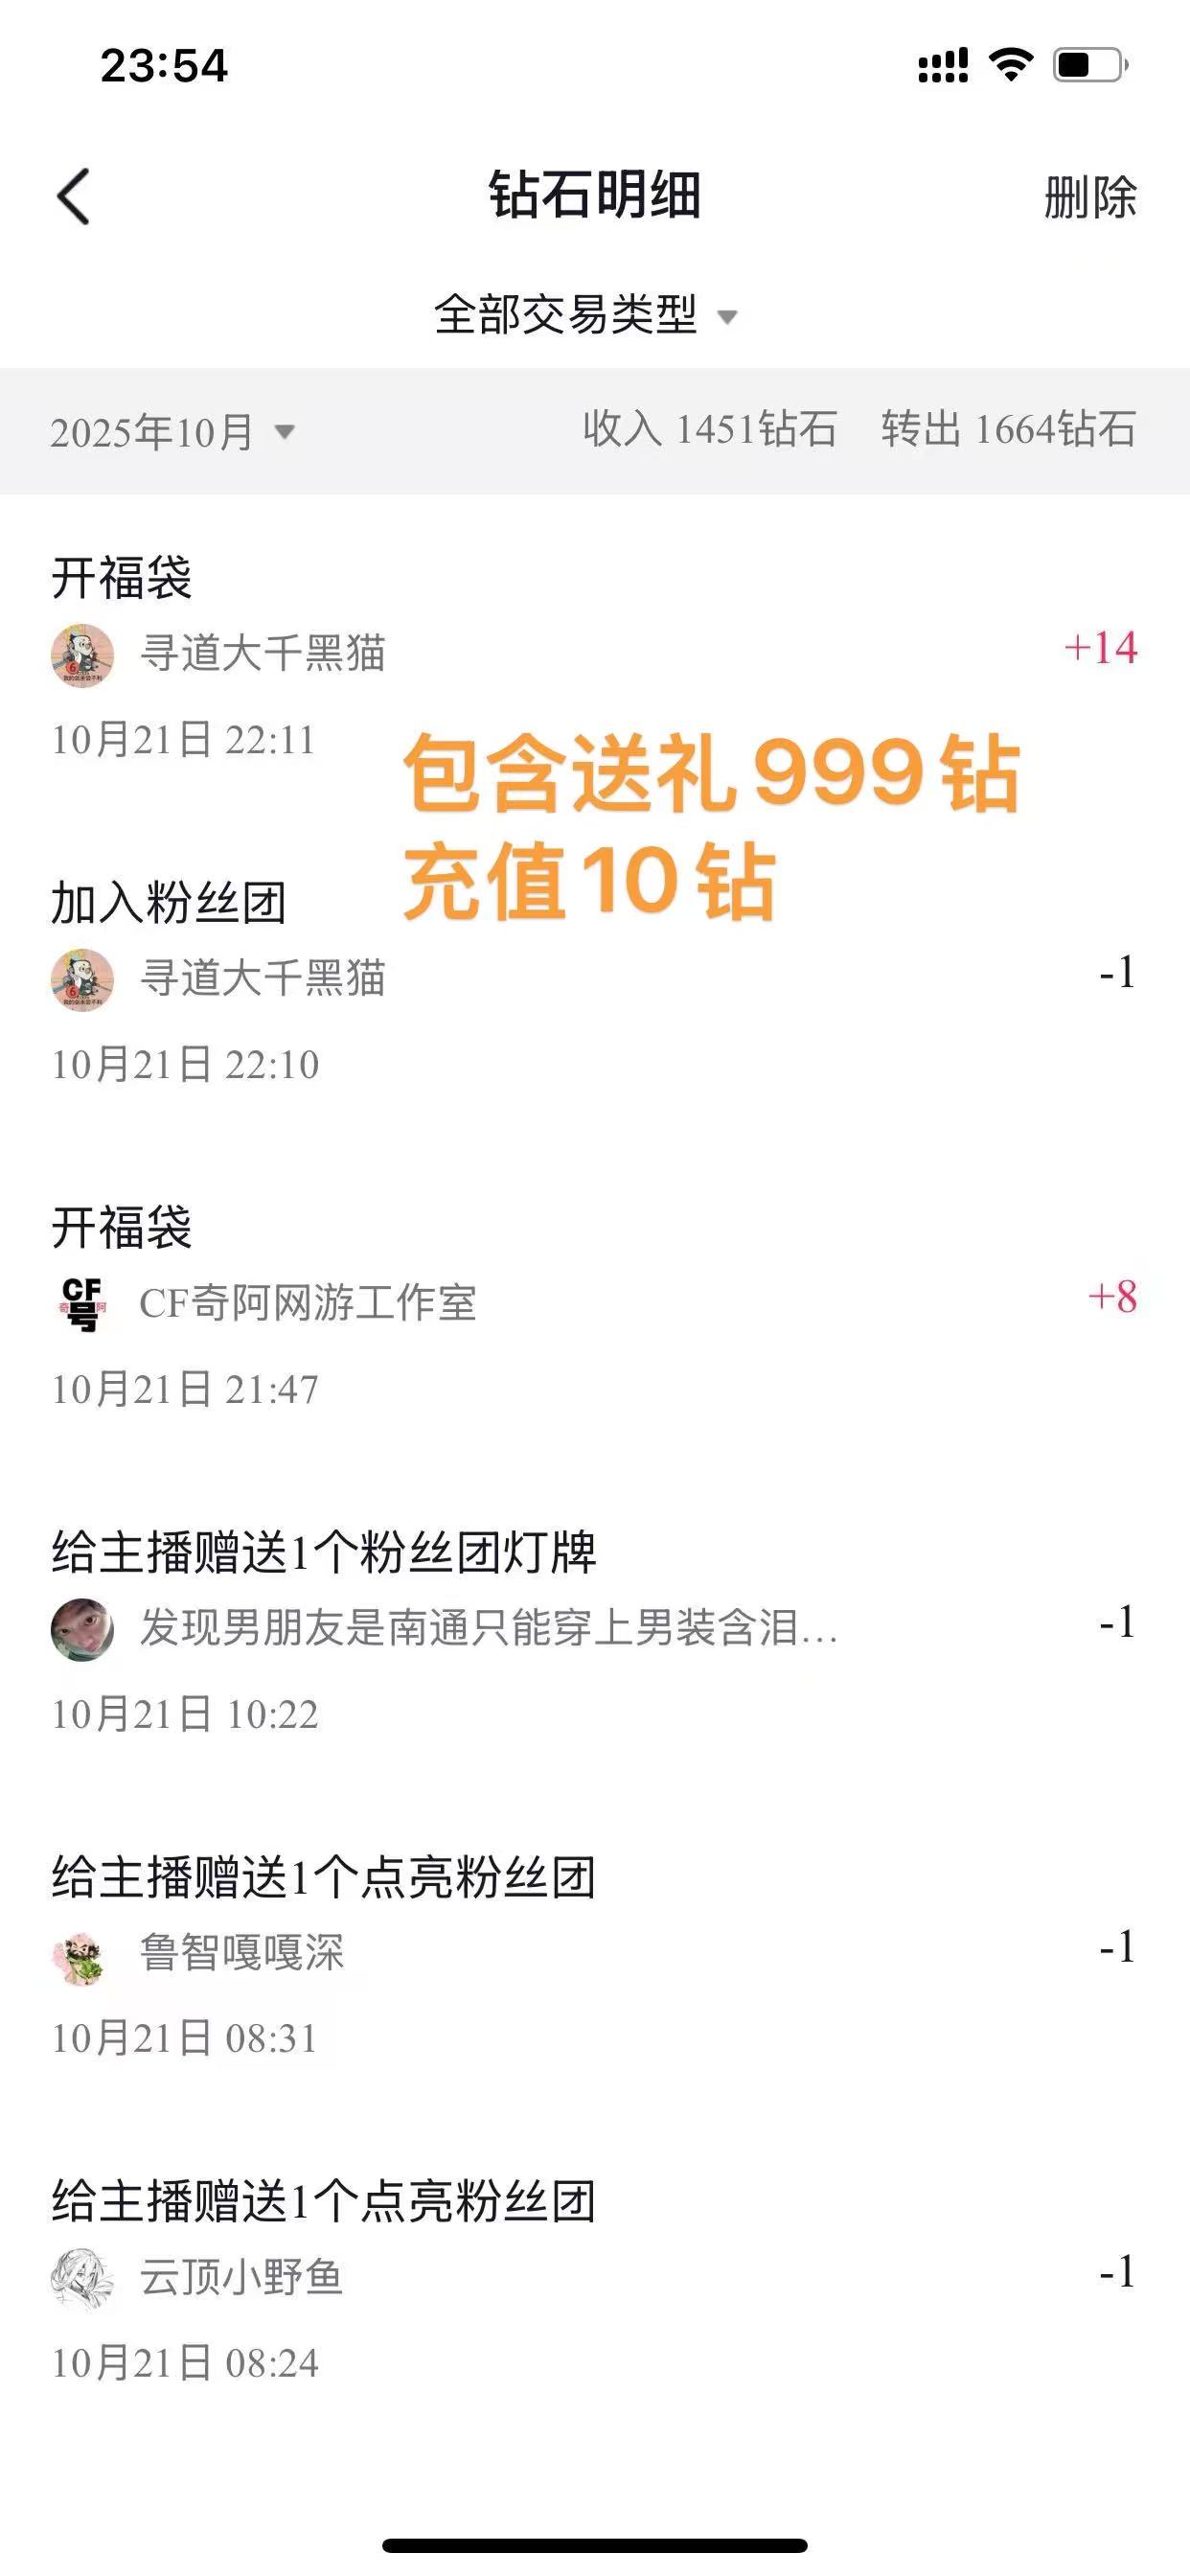 23:54
钻石明细
删除
全部交易类型
2025年10月 收入 1451钻石 转出 1664钻石
开福袋
寻道大千黑猫 +14
10月21日 22:11
包含送礼999钻
充值10钻
加入粉丝团
寻道大千黑猫 -1
10月21日 22:10
开福袋
CF奇阿网游工作室 +8
10月21日 21:47
给主播赠送1个粉丝团灯牌
发现男朋友是南通只能穿上男装含泪... -1
10月21日 10:22
给主播赠送1个点亮粉丝团
鲁智嘎嘎深 -1
10月21日 08:31
给主播赠送1个点亮粉丝团
云顶小野鱼 -1
10月21日 08:24